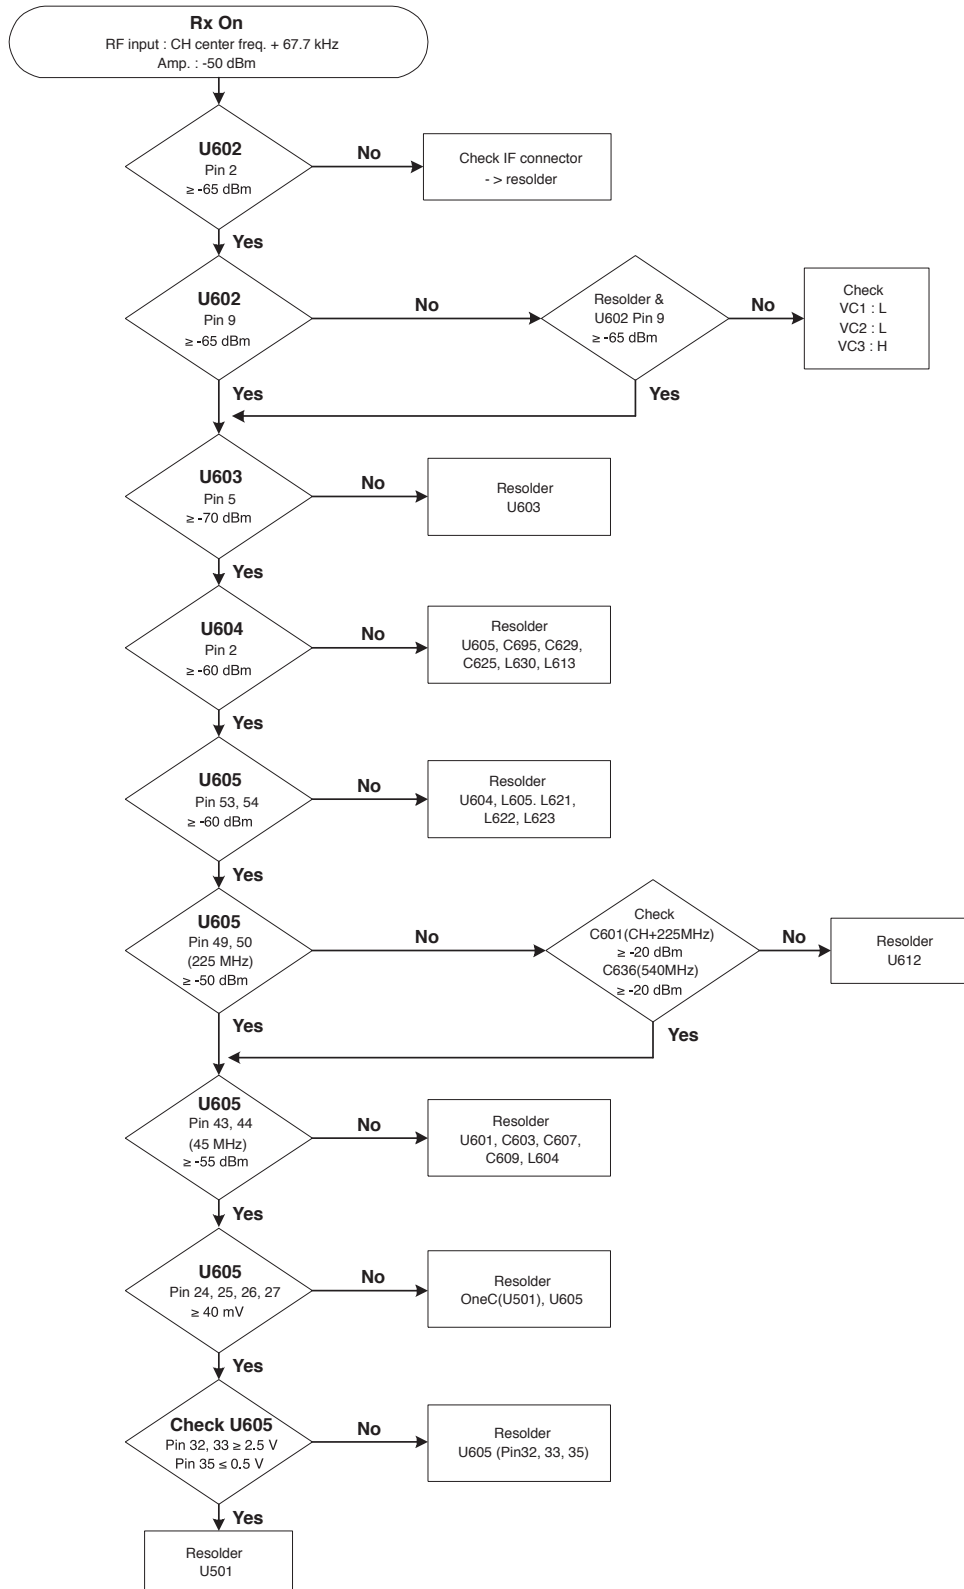 Rx On
RF input : CH center freq. + 67.7 kHz
Amp. : -50 dBm
U602
Pin 2
≥ -65 dBm
No
Check IF connector
- > resolder
Yes
U602
Pin 9
≥ -65 dBm
No
Resolder &
U602 Pin 9
≥ -65 dBm
No
Check
VC1 : L
VC2 : L
VC3 : H
Yes
Yes
U603
Pin 5
≥ -70 dBm
No
Resolder
U603
Yes
U604
Pin 2
≥ -60 dBm
No
Resolder
U605, C695, C629,
C625, L630, L613
Yes
U605
Pin 53, 54
≥ -60 dBm
No
Resolder
U604, L605. L621,
L622, L623
Yes
U605
Pin 49, 50
(225 MHz)
≥ -50 dBm
No
Check
C601(CH+225MHz)
≥ -20 dBm
C636(540MHz)
≥ -20 dBm
No
Resolder
U612
Yes
Yes
U605
Pin 43, 44
(45 MHz)
≥ -55 dBm
No
Resolder
U601, C603, C607,
C609, L604
Yes
U605
Pin 24, 25, 26, 27
≥ 40 mV
No
Resolder
OneC(U501), U605
Yes
Check U605
Pin 32, 33 ≥ 2.5 V
Pin 35 ≤ 0.5 V
No
Resolder
U605 (Pin32, 33, 35)
Yes
Resolder
U501